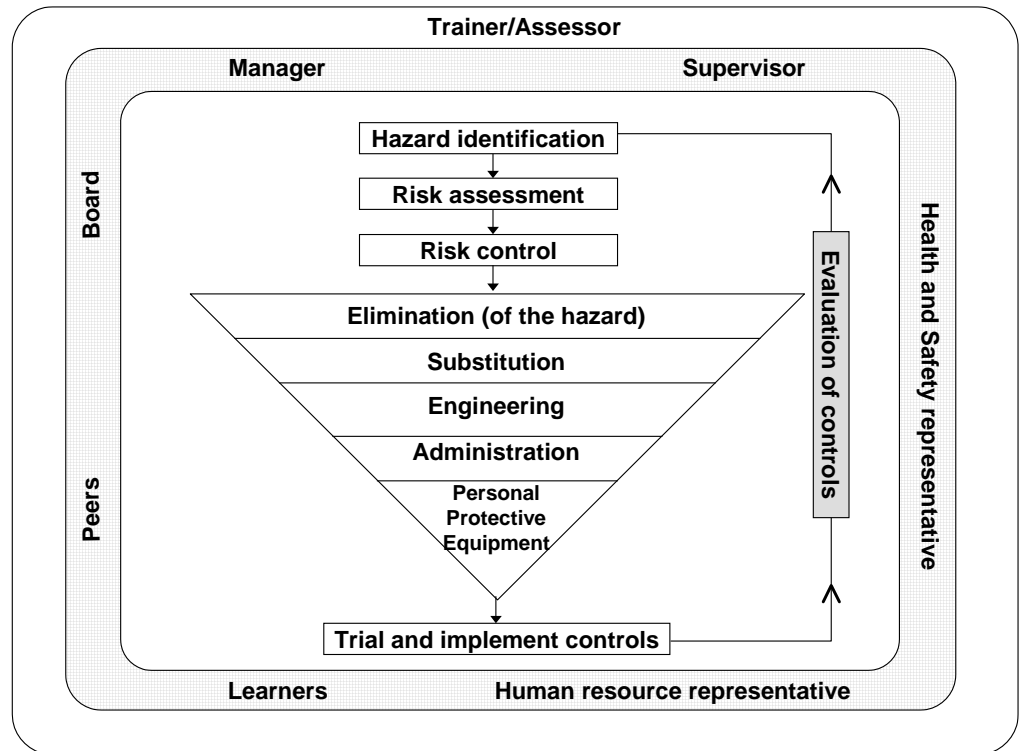 Trainer/Assessor
Manager
Supervisor
Board
Peers
Hazard identification
Risk assessment
Risk control
Elimination (of the hazard)
Substitution
Engineering
Administration
Personal
Protective
Equipment
Trial and implement controls
Evaluation of controls
Health and Safety representative
Learners
Human resource representative